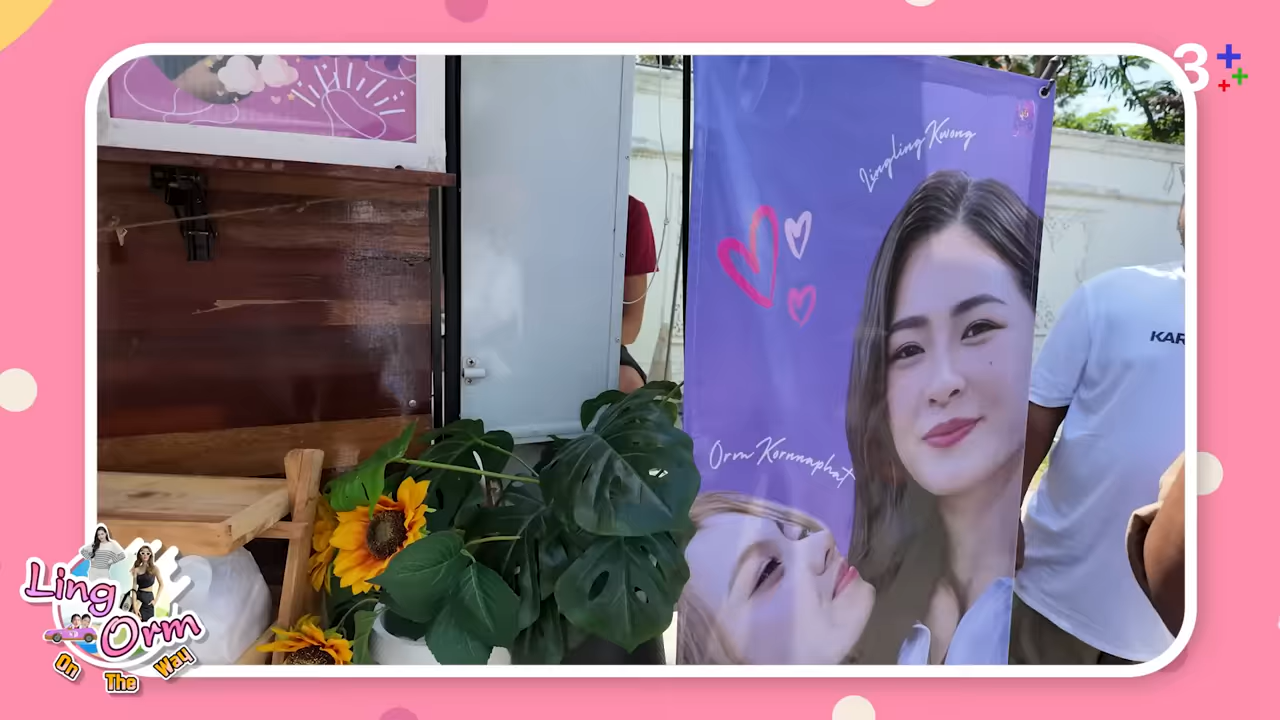 3+
Lingling Kwong
KAR
Orm Kornnaphat
Ling
Orm
On The Way